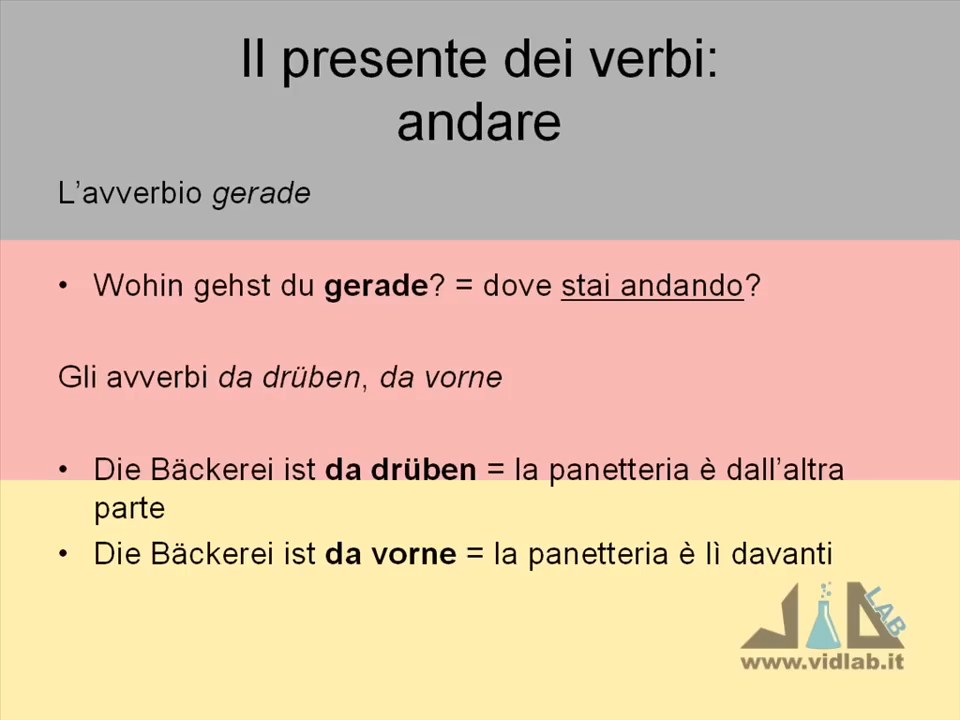 Il presente dei verbi:
andare
L’avverbio gerade
• Wohin gehst du gerade? = dove stai andando?
Gli avverbi da drüben, da vorne
• Die Bäckerei ist da drüben = la panetteria è dall’altra
parte
• Die Bäckerei ist da vorne = la panetteria è lì davanti
LAB
www.vidlab.it